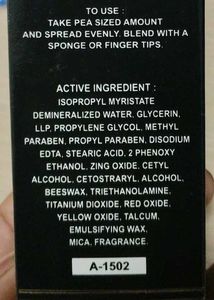 TO USE :
TAKE PEA SIZED AMOUNT
AND SPREAD EVENLY. BLEND WITH A
SPONGE OR FINGER TIPS.
ACTIVE INGREDIENT :
ISOPROPYL MYRISTATE
DEMINERALIZED WATER, GLYCERIN,
LLP, PROPYLENE GLYCOL, METHYL
PARABEN, PROPYL PARABEN, DISODIUM
EDTA, STEARIC ACID, 2 PHENOXY
ETHANOL, ZING OXIDE, CETYL
ALCOHOL, CETOSTRARYL, ALCOHOL,
BEESWAX, TRIETHANOLAMINE,
TITANIUM DIOXIDE, RED OXIDE,
YELLOW OXIDE, TALCUM,
EMULSIFYING WAX,
MICA. FRAGRANCE.
A-1502